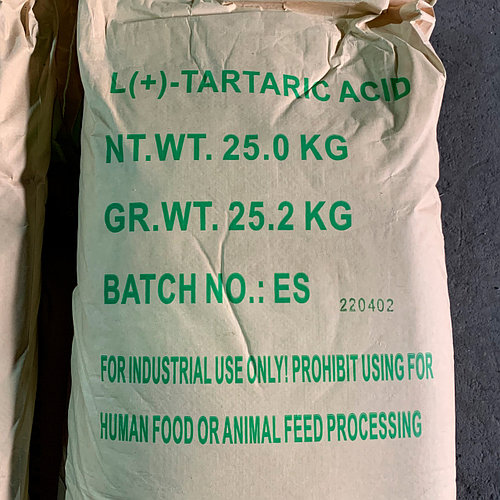 L(+)-TARTARIC ACID
NT.WT. 25.0 KG
GR.WT. 25.2 KG
BATCH NO.: ES 220402
FOR INDUSTRIAL USE ONLY! PROHIBIT USING FOR
HUMAN FOOD OR ANIMAL FEED PROCESSING